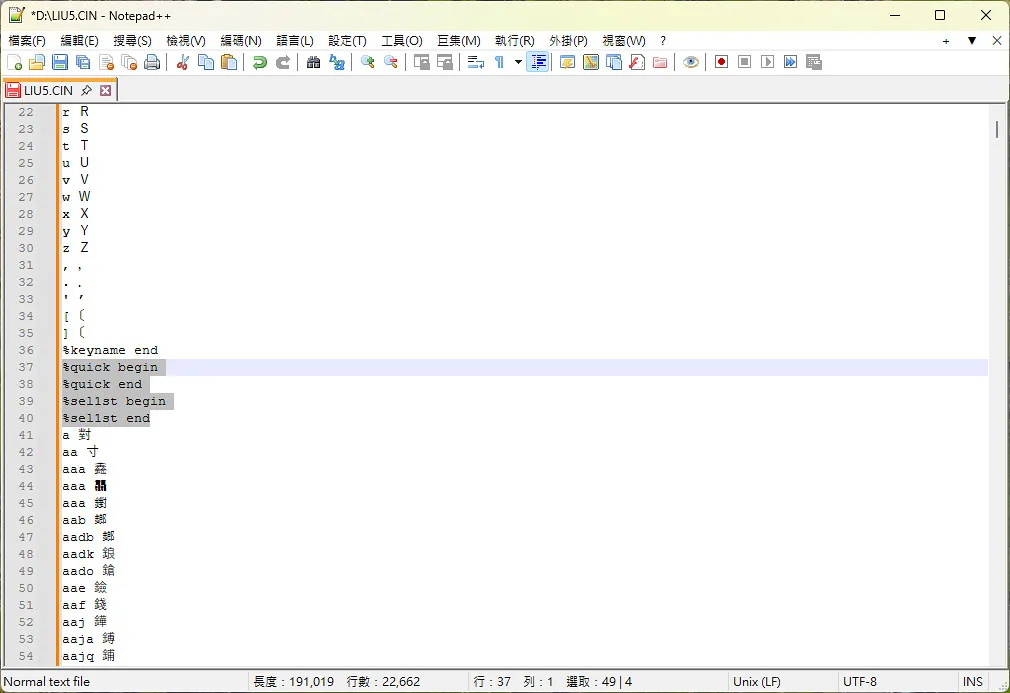 *D:\LIU5.CIN - Notepad++
檔案(F) 編輯(E) 搜尋(S) 檢視(V) 編碼(N) 語言(L) 設定(T) 工具(O) 巨集(M) 執行(R) 外掛(P) 視窗(W) ? + ▼ X
LIU5.CIN
22 r R
23 s S
24 t T
25 u U
26 v V
27 w W
28 x X
29 y Y
30 z Z
31 , ,
32 . .
33 ' ′
34 [ 〔
35 ] 〔
36 %keyname end
37 %quick begin
38 %quick end
39 %sel1st begin
40 %sel1st end
41 a 對
42 aa 寸
43 aaa 鑫
44 aaa
45 aaa
46 aab 鎯
47 aadb 鎯
48 aadk 鋃
49 aado 鎗
50 aae 鐱
51 aaf 錢
52 aaj 鏵
53 aaja 鎛
54 aajq 鋪
Normal text file 長度 : 191,019 行數 : 22,662 行 : 37 列 : 1 選取 : 49 | 4 Unix (LF) UTF-8 INS